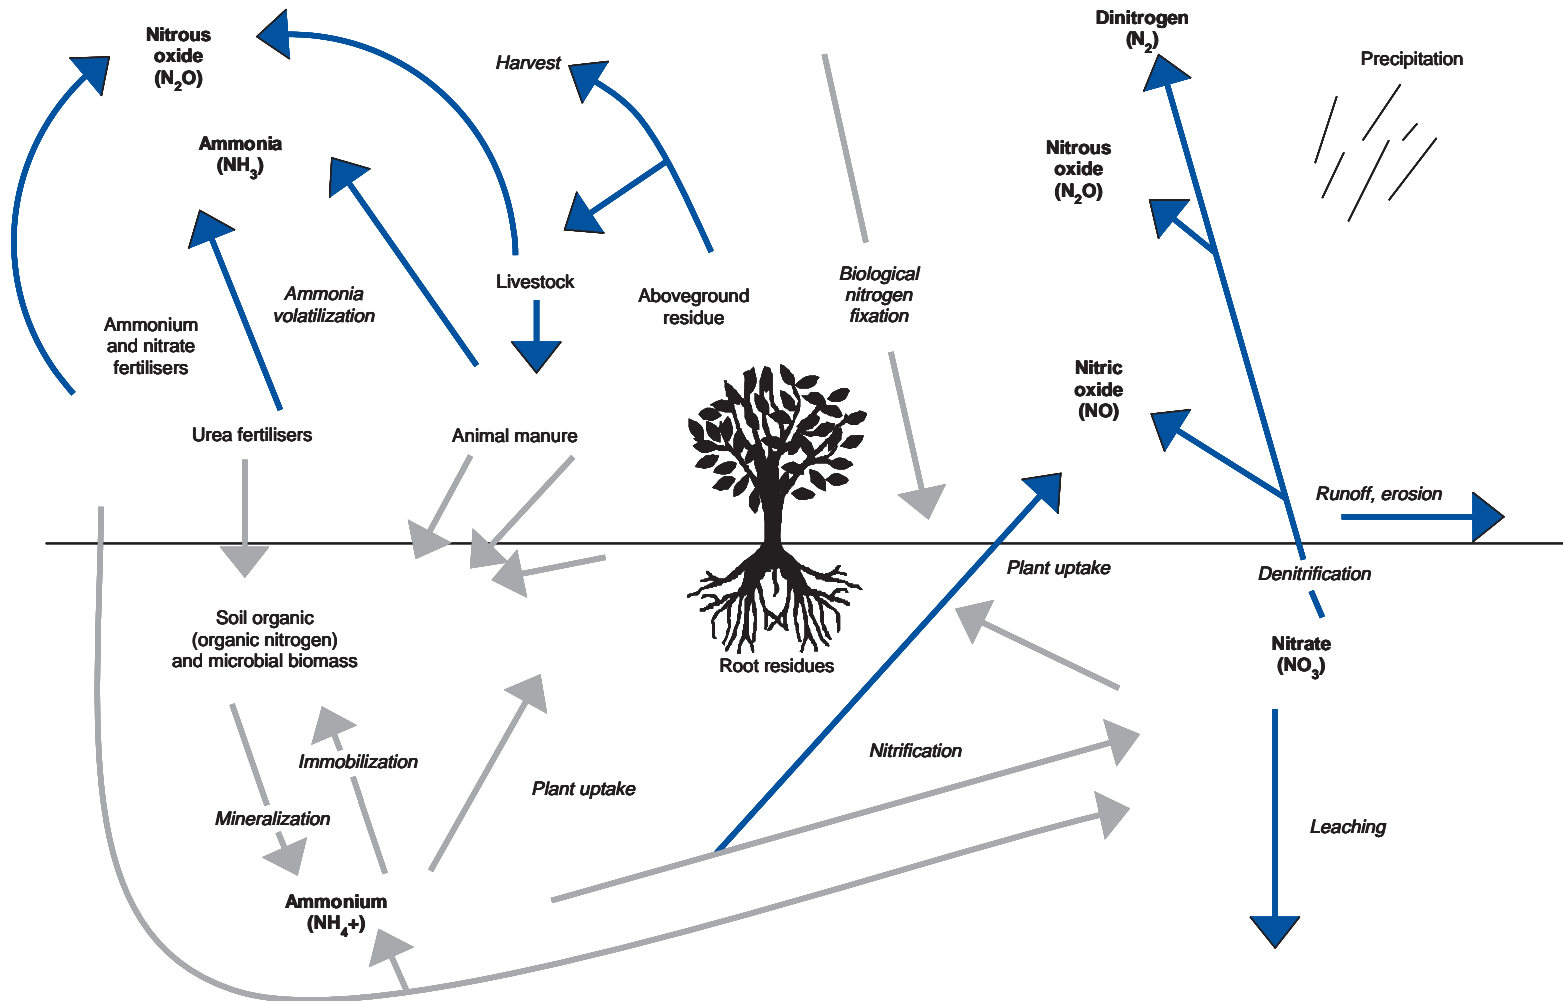 Nitrous
oxide
(N₂O)
Harvest
Dinitrogen
(N₂)
Precipitation
Ammonia
(NH₃)
Nitrous
oxide
(N₂O)
Ammonia
volatilization
Livestock
Aboveground
residue
Biological
nitrogen
fixation
Ammonium
and nitrate
fertilisers
Nitric
oxide
(NO)
Urea fertilisers
Animal manure
Runoff, erosion
Plant uptake
Denitrification
Soil organic
(organic nitrogen)
and microbial biomass
Root residues
Nitrate
(NO₃)
Immobilization
Nitrification
Plant uptake
Mineralization
Leaching
Ammonium
(NH₄+)